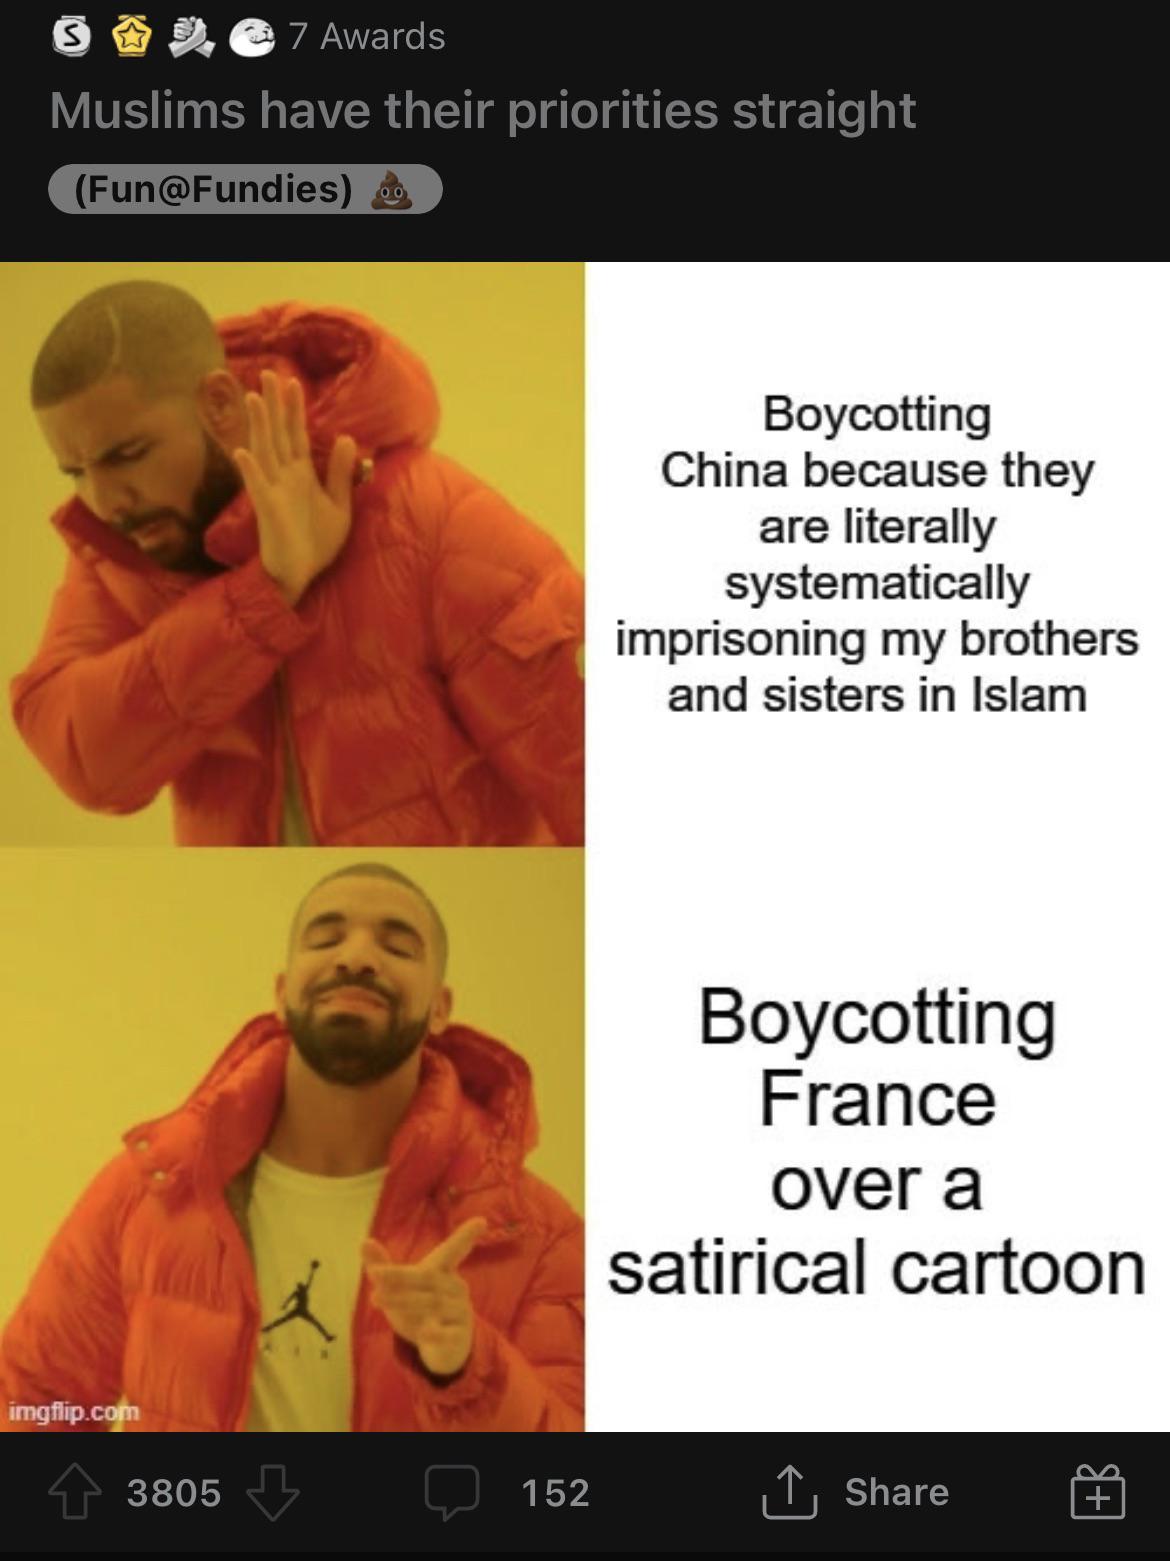 7 Awards
Muslims have their priorities straight
(Fun@Fundies) 💩
Boycotting
China because they
are literally
systematically
imprisoning my brothers
and sisters in Islam
Boycotting
France
over a
satirical cartoon
AIR
imgflip.com
3805
152
Share